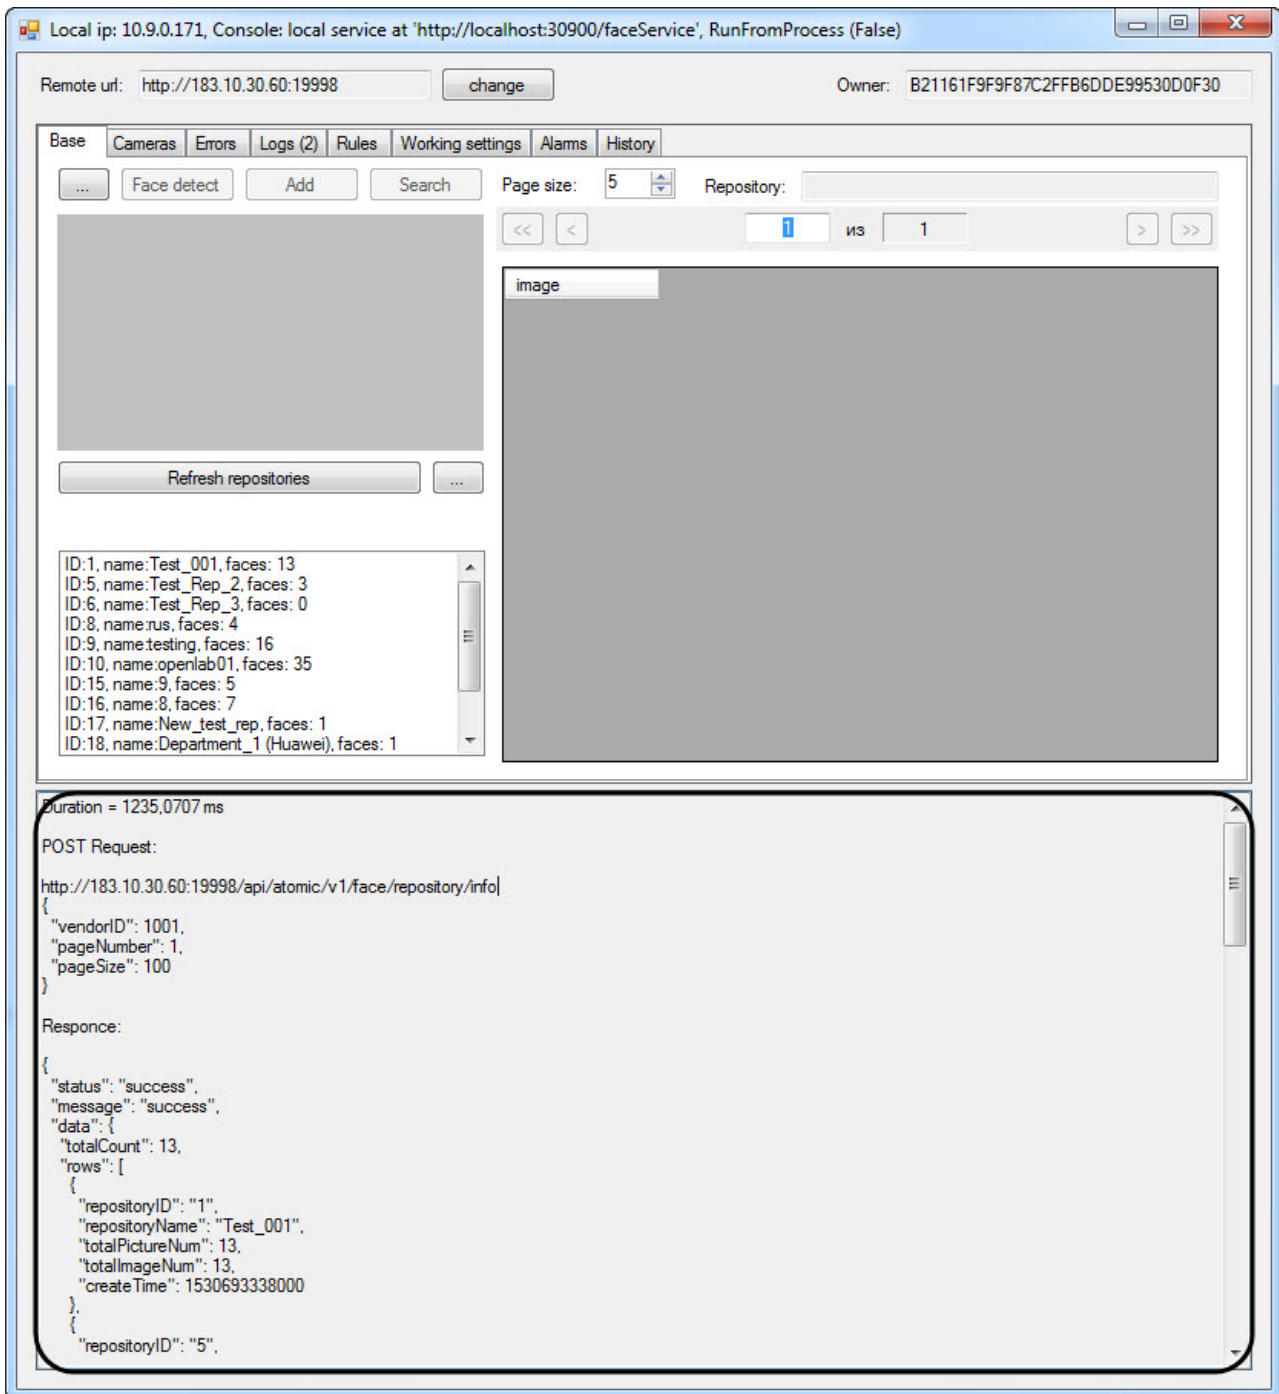 Local ip: 10.9.0.171, Console: local service at 'http://localhost:30900/faceService', RunFromProcess (False)
Remote url: http://183.10.30.60:19998 change Owner: B21161F9F9F87C2FFB6DDE99530D0F30
Base Cameras Errors Logs (2) Rules Working settings Alarms History
... Face detect Add Search Page size: 5 Repository:
<< < 1 из 1 > >>
image
Refresh repositories ...
ID:1, name:Test_001, faces: 13
ID:5, name:Test_Rep_2, faces: 3
ID:6, name:Test_Rep_3, faces: 0
ID:8, name:rus, faces: 4
ID:9, name:testing, faces: 16
ID:10, name:openlab01, faces: 35
ID:15, name:9, faces: 5
ID:16, name:8, faces: 7
ID:17, name:New_test_rep, faces: 1
ID:18, name:Department_1 (Huawei), faces: 1
Duration = 1235,0707 ms
POST Request:
http://183.10.30.60:19998/api/atomic/v1/face/repository/info
{
"vendorID": 1001,
"pageNumber": 1,
"pageSize": 100
}
Responce:
{
"status": "success",
"message": "success",
"data": {
"totalCount": 13,
"rows": [
{
"repositoryID": "1",
"repositoryName": "Test_001",
"totalPictureNum": 13,
"totalImageNum": 13,
"createTime": 1530693338000
},
{
"repositoryID": "5",